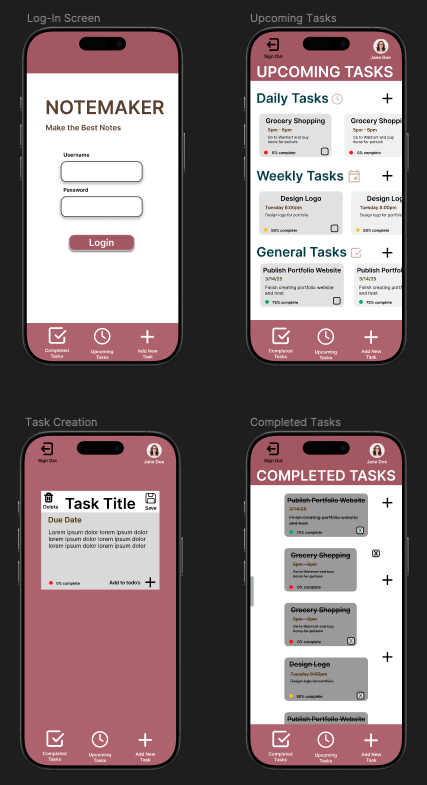 Log-In Screen
NOTEMAKER
Make the Best Notes
Username
Password
Login
Completed
Tasks
Upcoming
Tasks
Add New
Task
Upcoming Tasks
Sign Out
Jane Doe
UPCOMING TASKS
Daily Tasks
Grocery Shopping
5pm - 6pm
Go to Walmart and buy
items for potluck
0% complete
Grocery Shopp
5pm - 6pm
Go to Walmart and buy
items for potluck
0% complete
Weekly Tasks
Design Logo
Tuesday 8:00pm
Design logo for portfolio
50% complete
Design L
Tuesday 8:00pm
Design logo for portfolio
50% complete
General Tasks
Publish Portfolio Website
3/14/25
Finish creating portfolio website
and host
75% complete
Publish Portf
3/14/25
Finish creating portf
and host
75% complete
Completed
Tasks
Upcoming
Tasks
Add New
Task
Task Creation
Sign Out
Jane Doe
Delete
Task Title
Save
Due Date
Lorem ipsum dolor lorem ipsum dolor
lorem ipsum dolor lorem ipsum dolor
lorem ipsum dolor lorem ipsum dolor
0% complete
Add to todo's
Completed
Tasks
Upcoming
Tasks
Add New
Task
Completed Tasks
Sign Out
Jane Doe
COMPLETED TASKS
Publish Portfolio Website
3/14/25
Finish creating portfolio website
and host
75% complete
X
Grocery Shopping
5pm - 6pm
Go to Walmart and buy
items for potluck
0% complete
X
Grocery Shopping
5pm - 6pm
Go to Walmart and buy
items for potluck
0% complete
X
Design Logo
Tuesday 8:00pm
Design logo for portfolio
50% complete
X
Publish Portfolio Website
Completed
Tasks
Upcoming
Tasks
Add New
Task